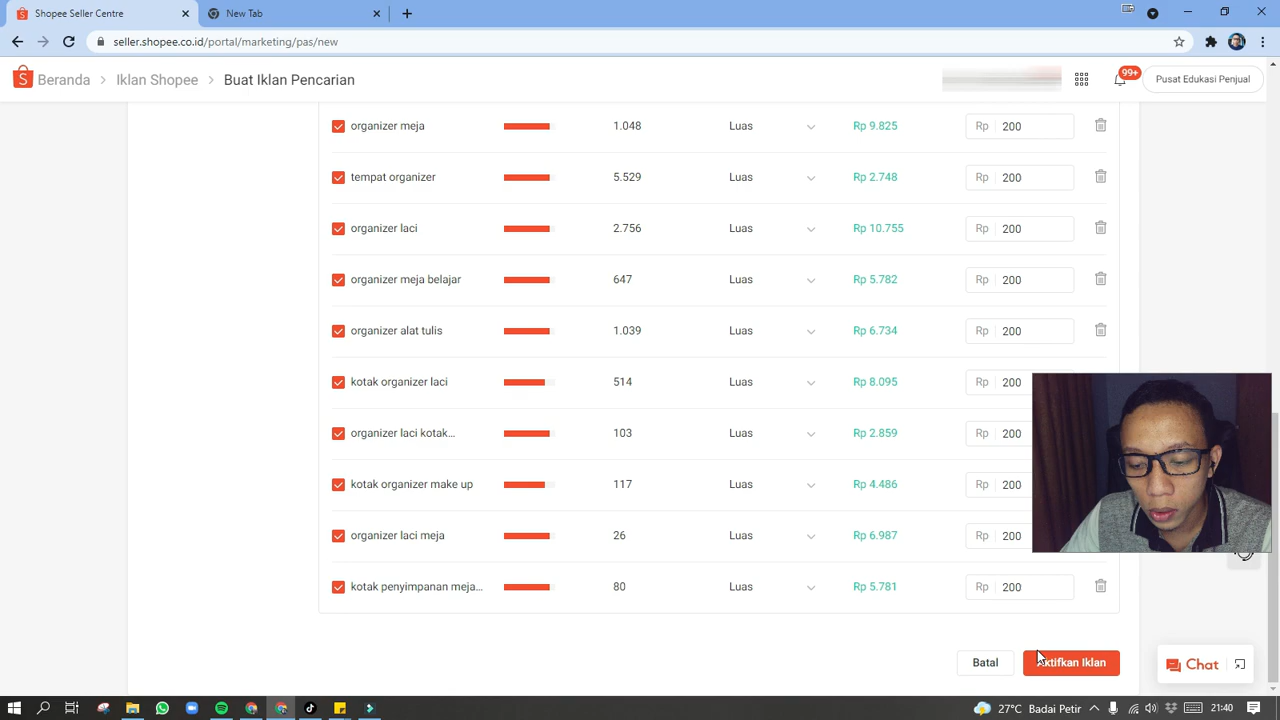 Shopee Seller Centre
New Tab
seller.shopee.co.id/portal/marketing/pas/new
Beranda > Iklan Shopee > Buat Iklan Pencarian
99+
Pusat Edukasi Penjual
organizer meja 1.048 Luas Rp 9.825 Rp 200
tempat organizer 5.529 Luas Rp 2.748 Rp 200
organizer laci 2.756 Luas Rp 10.755 Rp 200
organizer meja belajar 647 Luas Rp 5.782 Rp 200
organizer alat tulis 1.039 Luas Rp 6.734 Rp 200
kotak organizer laci 514 Luas Rp 8.095 Rp 200
organizer laci kotak... 103 Luas Rp 2.859 Rp 200
kotak organizer make up 117 Luas Rp 4.486 Rp 200
organizer laci meja 26 Luas Rp 6.987 Rp 200
kotak penyimpanan meja... 80 Luas Rp 5.781 Rp 200
Batal
Aktifkan Iklan
Chat
27°C Badai Petir
21:40